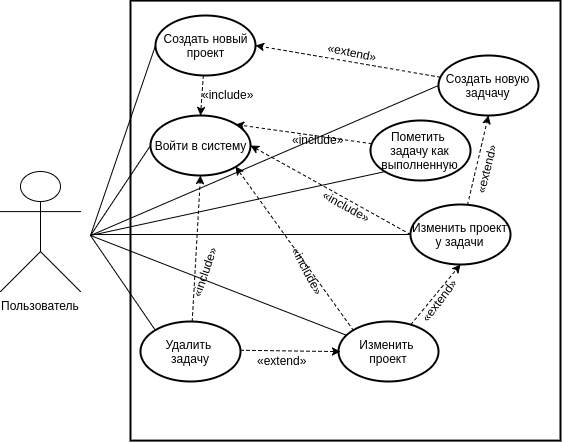 Создать новый
проект
«extend»
Создать новую
задчачу
«include»
Войти в систему
«include»
Пометить
задачу как
выполненную
«extend»
«include»
Изменить проект
у задачи
Пользователь
«include»
«include»
«extend»
Удалить
задачу
«extend»
Изменить
проект